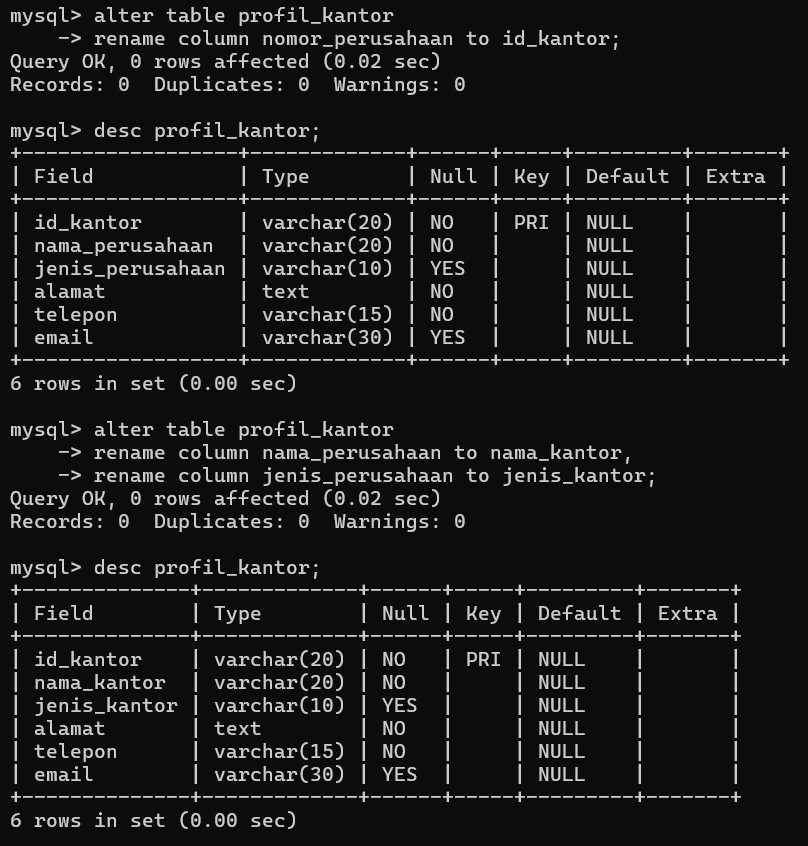 mysql> alter table profil_kantor
    -> rename column nomor_perusahaan to id_kantor;
Query OK, 0 rows affected (0.02 sec)
Records: 0  Duplicates: 0  Warnings: 0

mysql> desc profil_kantor;
+------------------+-------------+------+-----+---------+-------+
| Field            | Type        | Null | Key | Default | Extra |
+------------------+-------------+------+-----+---------+-------+
| id_kantor        | varchar(20) | NO   | PRI | NULL    |       |
| nama_perusahaan  | varchar(20) | NO   |     | NULL    |       |
| jenis_perusahaan | varchar(10) | YES  |     | NULL    |       |
| alamat           | text        | NO   |     | NULL    |       |
| telepon          | varchar(15) | NO   |     | NULL    |       |
| email            | varchar(30) | YES  |     | NULL    |       |
+------------------+-------------+------+-----+---------+-------+
6 rows in set (0.00 sec)

mysql> alter table profil_kantor
    -> rename column nama_perusahaan to nama_kantor,
    -> rename column jenis_perusahaan to jenis_kantor;
Query OK, 0 rows affected (0.02 sec)
Records: 0  Duplicates: 0  Warnings: 0

mysql> desc profil_kantor;
+--------------+-------------+------+-----+---------+-------+
| Field        | Type        | Null | Key | Default | Extra |
+--------------+-------------+------+-----+---------+-------+
| id_kantor    | varchar(20) | NO   | PRI | NULL    |       |
| nama_kantor  | varchar(20) | NO   |     | NULL    |       |
| jenis_kantor | varchar(10) | YES  |     | NULL    |       |
| alamat       | text        | NO   |     | NULL    |       |
| telepon      | varchar(15) | NO   |     | NULL    |       |
| email        | varchar(30) | YES  |     | NULL    |       |
+--------------+-------------+------+-----+---------+-------+
6 rows in set (0.00 sec)